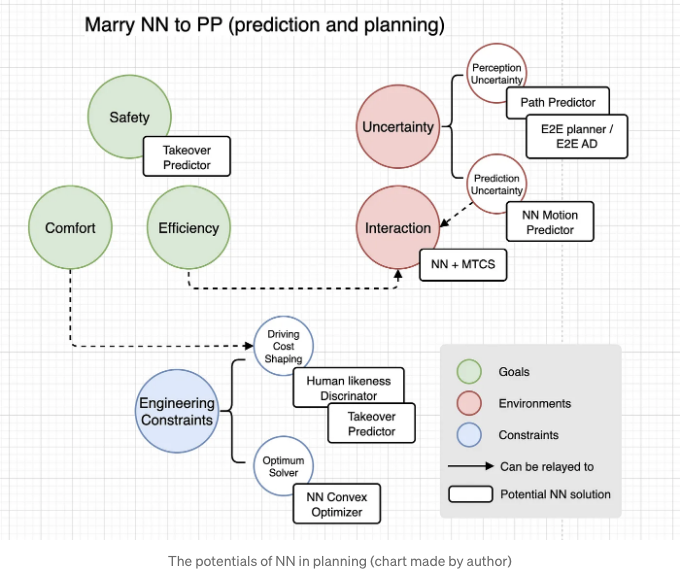 Marry NN to PP (prediction and planning)
Safety
Takeover
Predictor
Comfort
Efficiency
Uncertainty
Perception
Uncertainty
Path Predictor
E2E planner /
E2E AD
Prediction
Uncertainty
NN Motion
Predictor
Interaction
NN + MTCS
Engineering
Constraints
Driving
Cost
Shaping
Human likeness
Discrinator
Takeover
Predictor
Optimum
Solver
NN Convex
Optimizer
Goals
Environments
Constraints
Can be relayed to
Potential NN solution
The potentials of NN in planning (chart made by author)